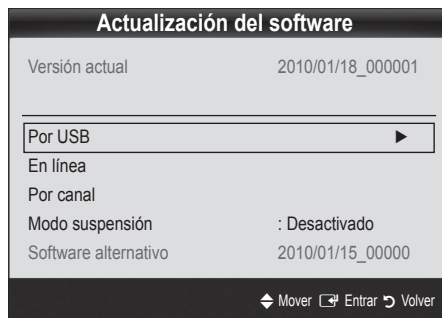 Actualización del software
Versión actual 2010/01/18_000001
Por USB ▶
En línea
Por canal
Modo suspensión : Desactivado
Software alternativo 2010/01/15_00000
Mover Entrar Volver